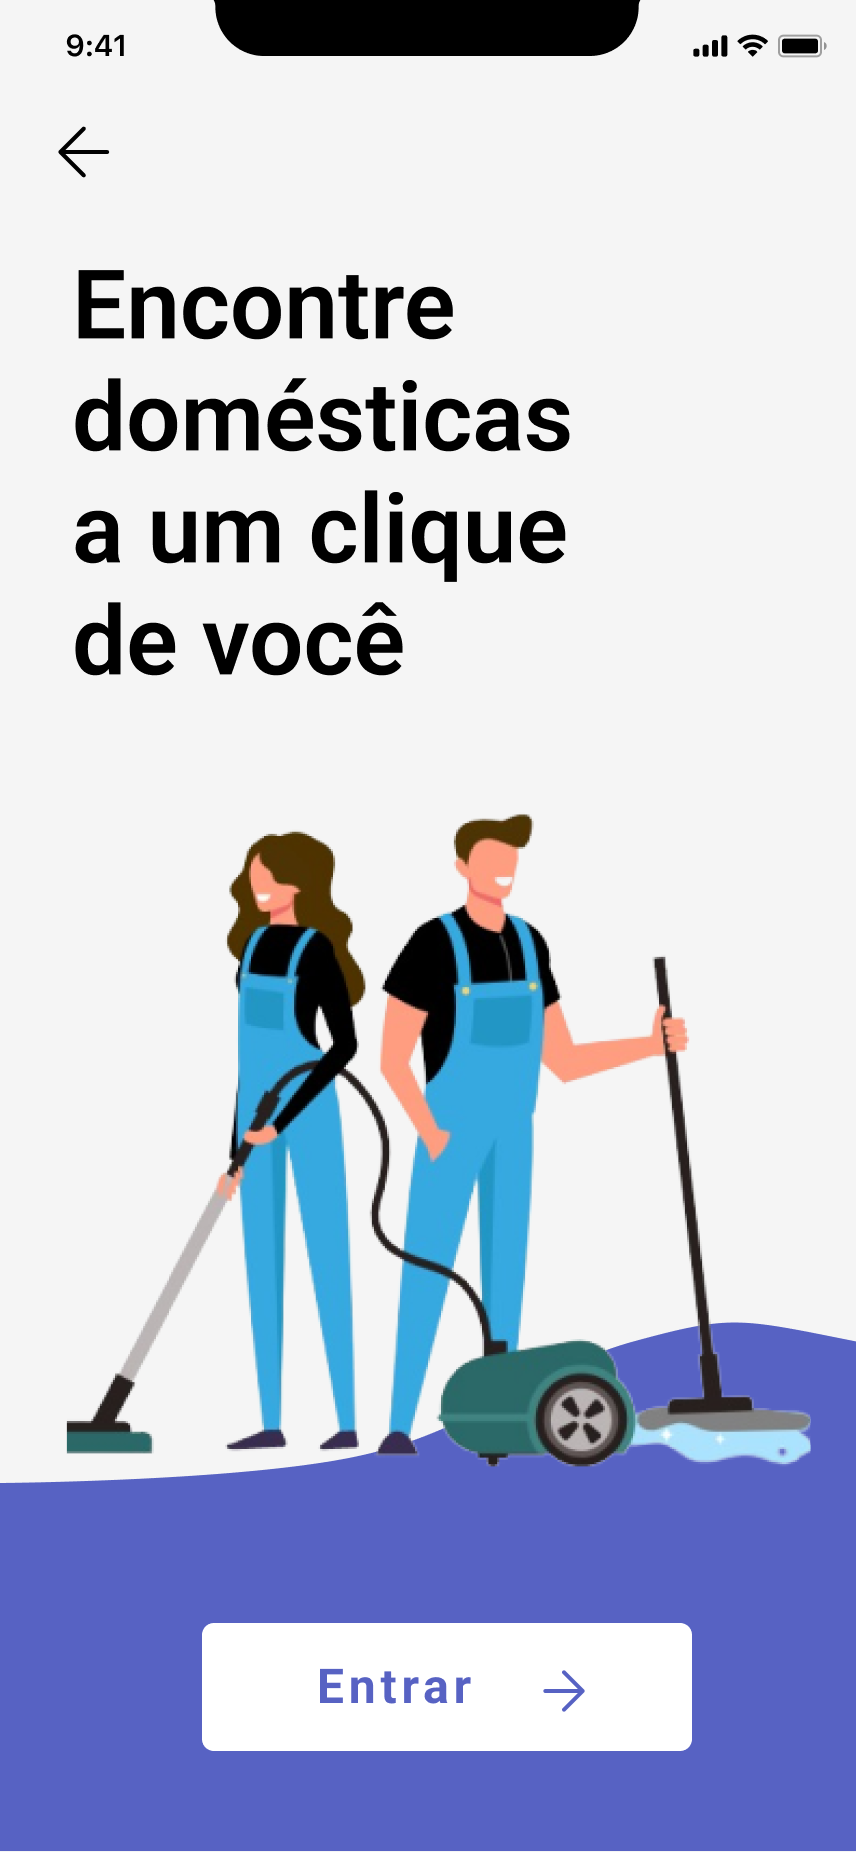 9:41
Encontre
domésticas
a um clique
de você
Entrar